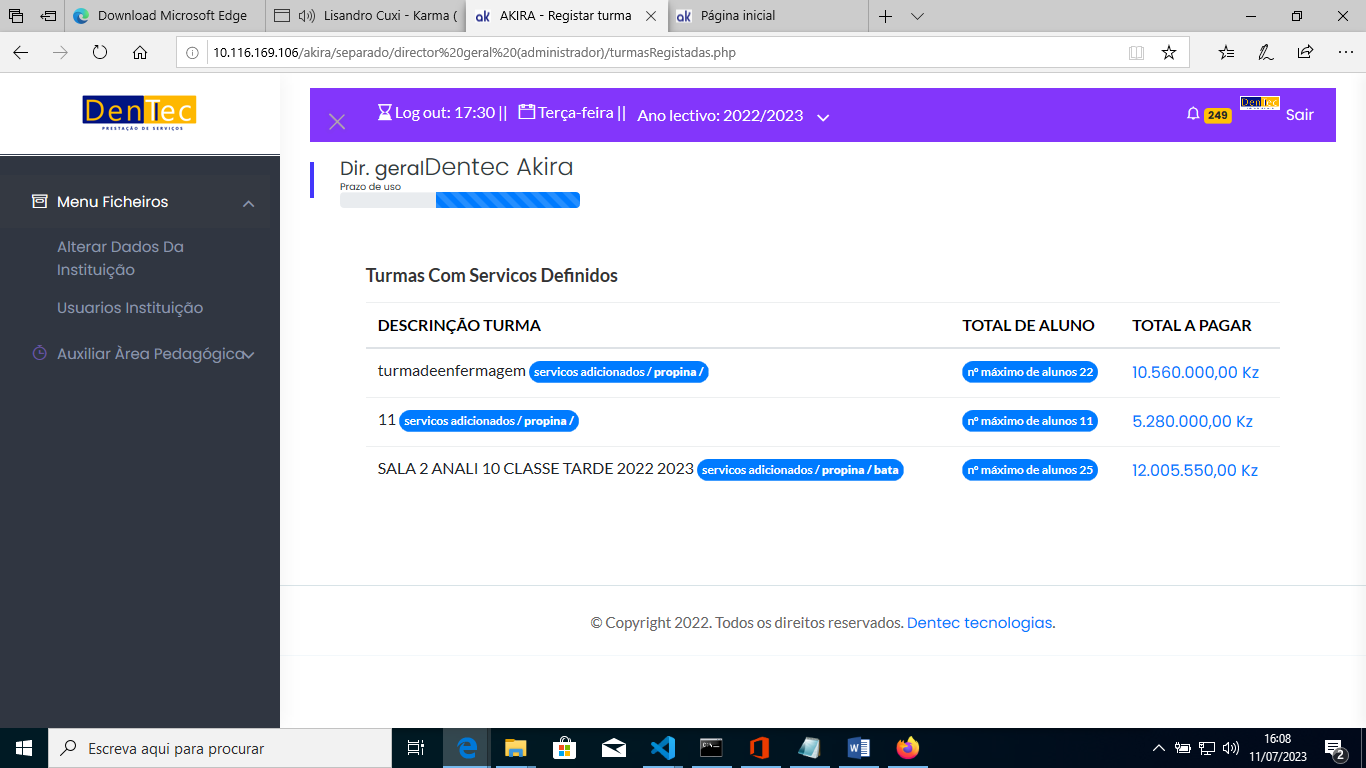 Download Microsoft Edge
Lisandro Cuxi - Karma (
AKIRA - Registar turma
Página inicial
10.116.169.106/akira/separado/director%20geral%20(administrador)/turmasRegistadas.php
DenTec
PRESTAÇÃO DE SERVIÇOS
Log out: 17:30 || Terça-feira || Ano lectivo: 2022/2023
249
DenTec
Sair
Menu Ficheiros
Alterar Dados Da
Instituição
Usuarios Instituição
Auxiliar Àrea Pedagógica
Dir. geralDentec Akira
Prazo de uso
Turmas Com Servicos Definidos
DESCRINÇÃO TURMA TOTAL DE ALUNO TOTAL A PAGAR
turmadeenfermagem servicos adicionados / propina / nº máximo de alunos 22 10.560.000,00 Kz
11 servicos adicionados / propina / nº máximo de alunos 11 5.280.000,00 Kz
SALA 2 ANALI 10 CLASSE TARDE 2022 2023 servicos adicionados / propina / bata nº máximo de alunos 25 12.005.550,00 Kz
© Copyright 2022. Todos os direitos reservados. Dentec tecnologias.
Escreva aqui para procurar
16:08
11/07/2023
2